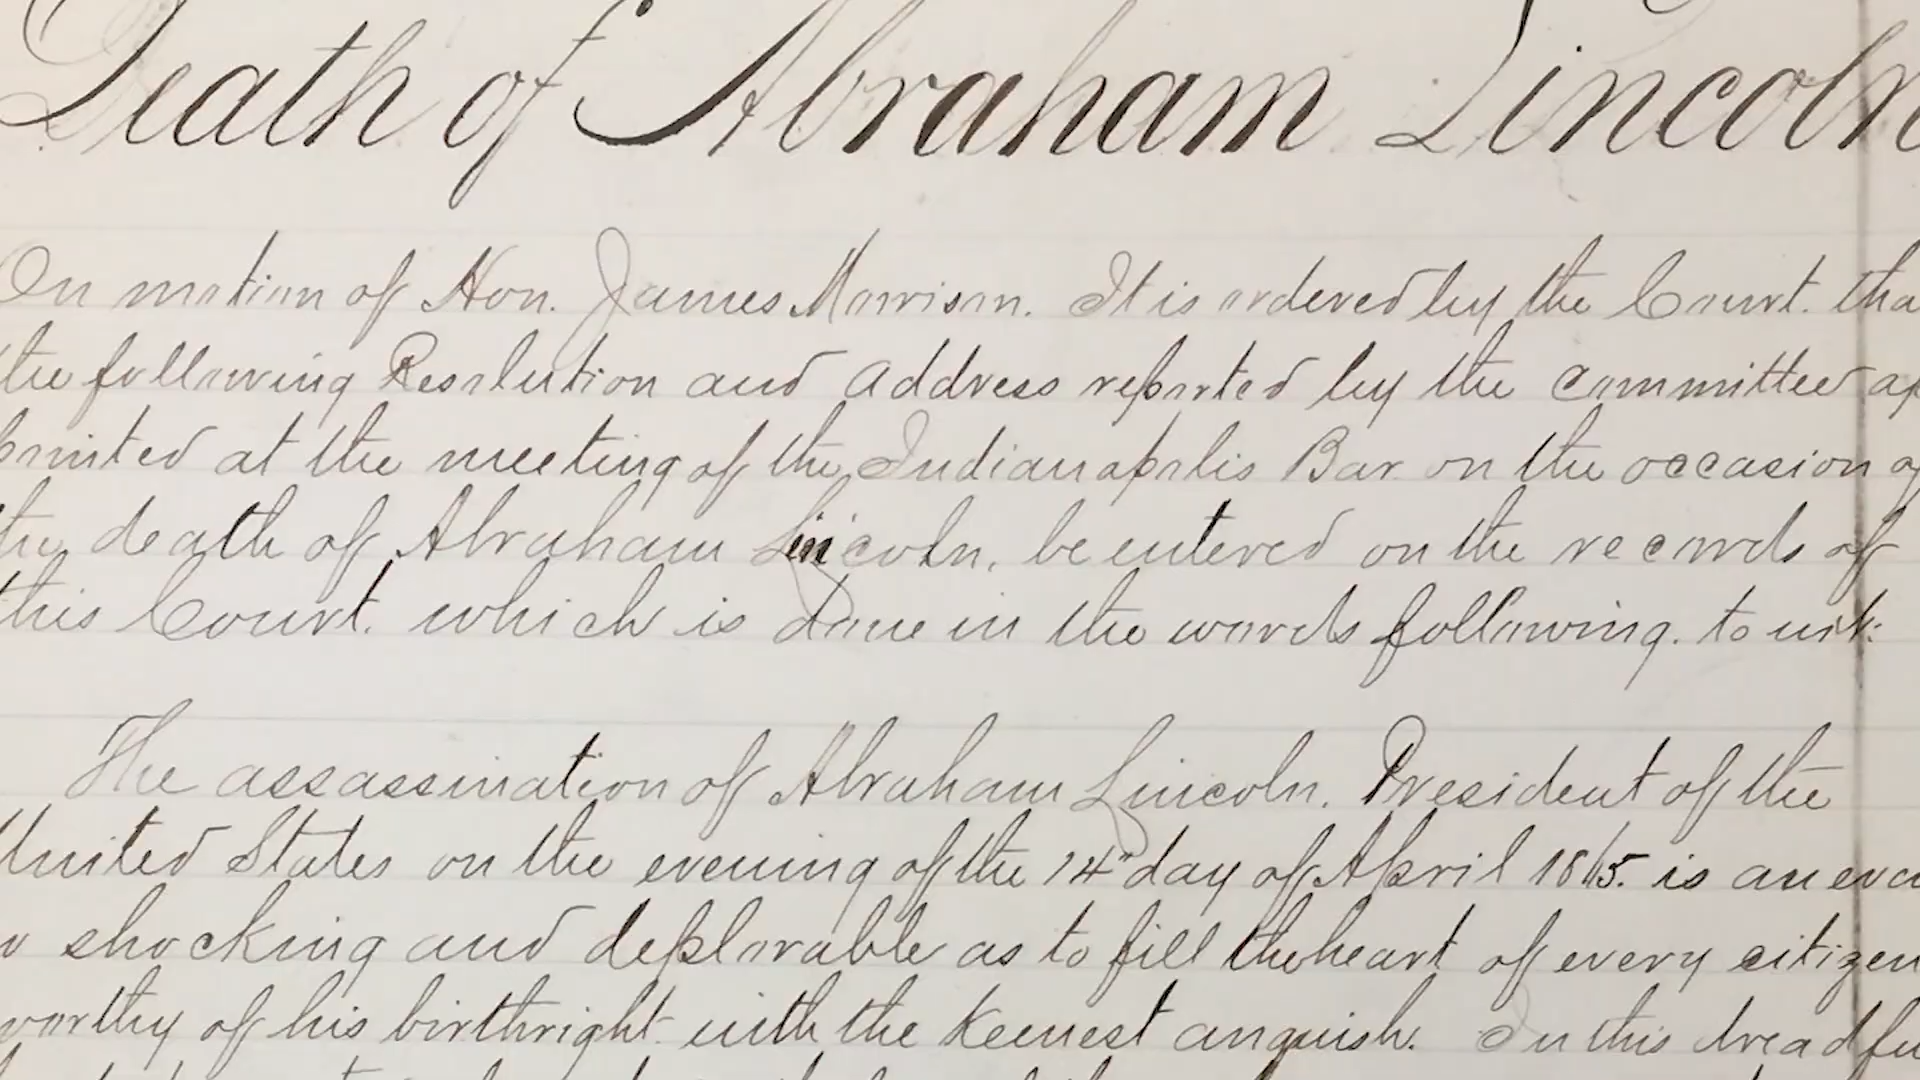 Death of Abraham Lincoln
On motion of Hon. James Morrison. It is ordered by the Court. tha
the following Resolution and Address reported by the committee ap
pointed at the meeting of the Indianapolis Bar on the occasion of
the death of Abraham Lincoln, be entered on the records of
this Court. which is done in the words following. to wit:
The assassination of Abraham Lincoln. President of the
United States on the evening of the 14" day of April 1865. is an eve
o shocking and deplorable as to fill the heart of every citizen
worthy of his birthright with the keenest anguish. In this dreadfu